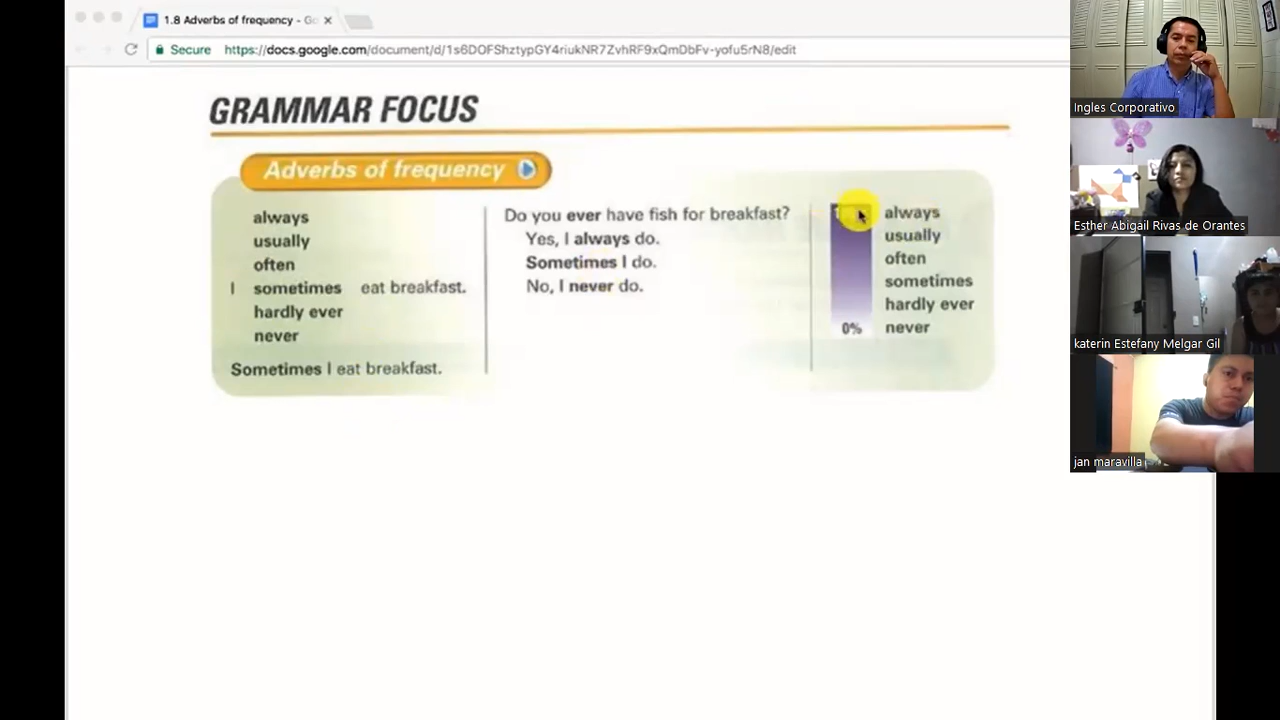 1.8 Adverbs of frequency - Go
Secure https://docs.google.com/document/d/1s6DOFShztypGY4riukNR7ZvhRF9xQmDbFv-yofu5rN8/edit
GRAMMAR FOCUS
Adverbs of frequency
always
usually
often
I sometimes eat breakfast.
hardly ever
never
Sometimes I eat breakfast.
Do you ever have fish for breakfast?
Yes, I always do.
Sometimes I do.
No, I never do.
always
usually
often
sometimes
hardly ever
0% never
Ingles Corporativo
Esther Abigail Rivas de Orantes
katerin Estefany Melgar Gil
jan maravilla